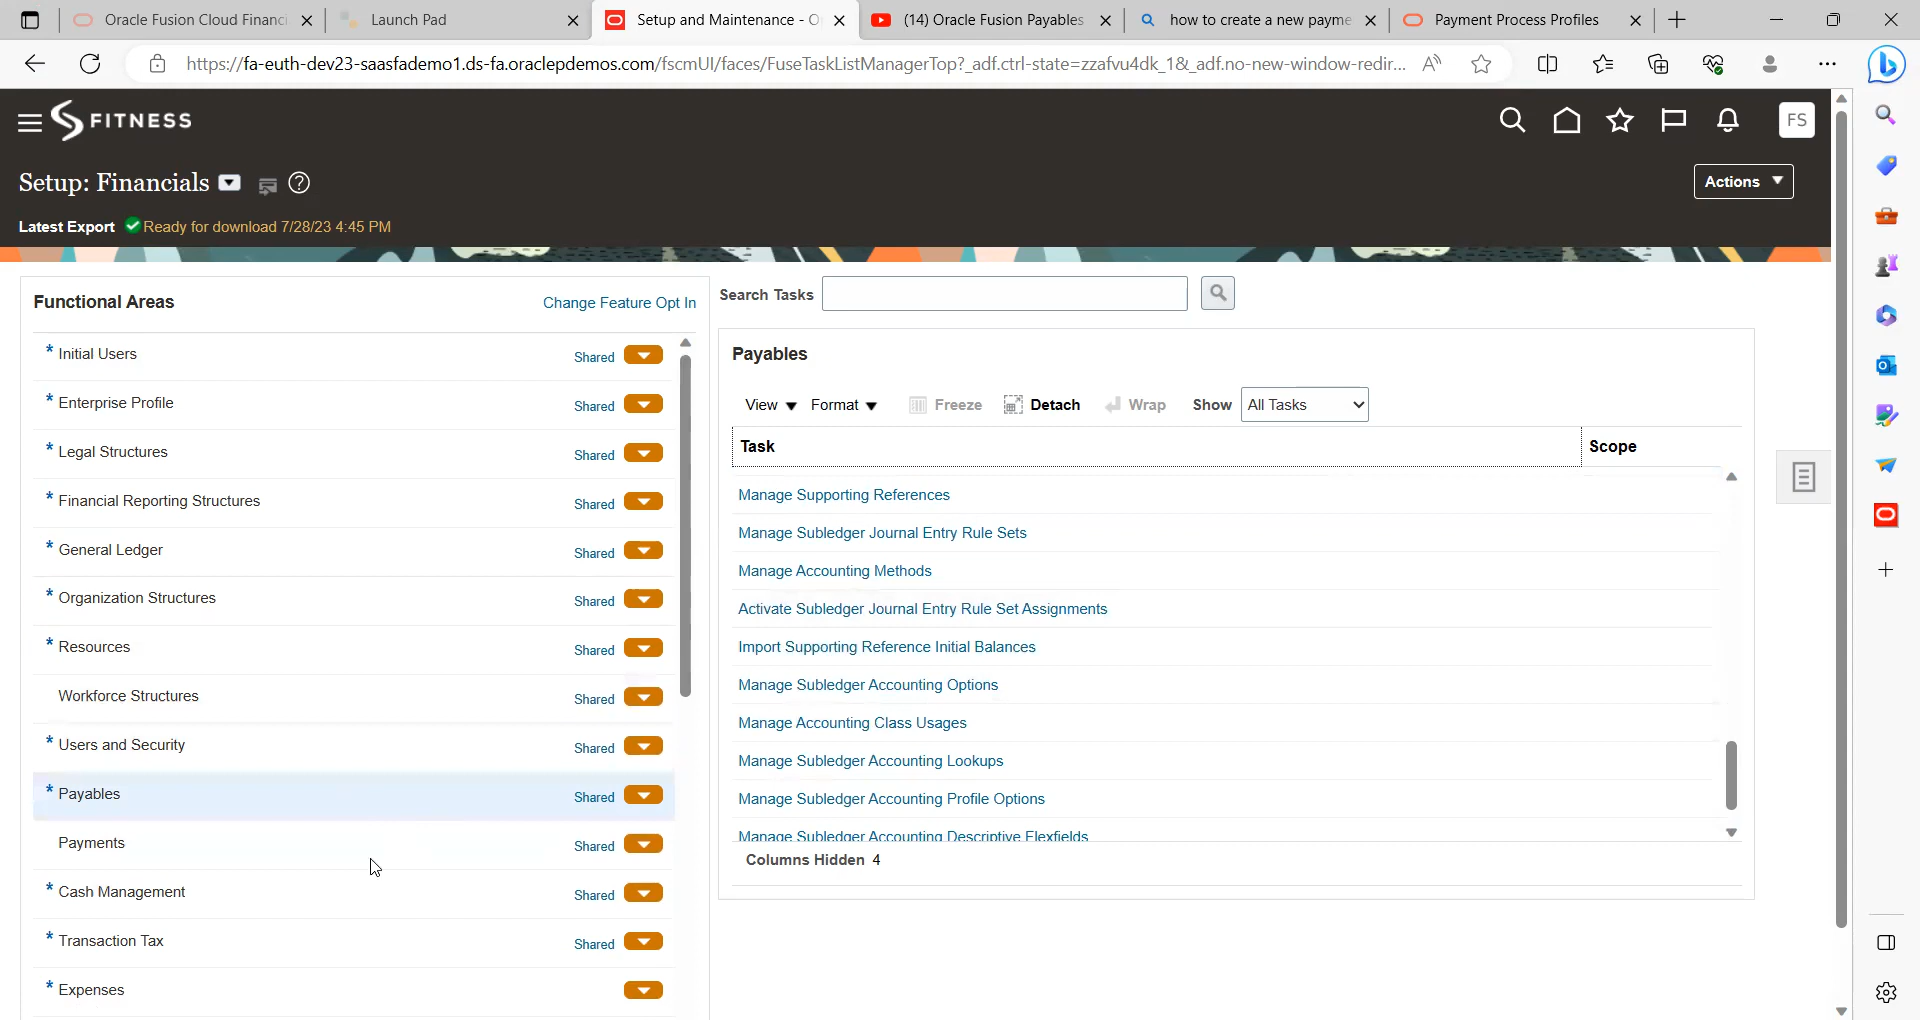 Oracle Fusion Cloud Financi
Launch Pad
Setup and Maintenance - O
(14) Oracle Fusion Payables
how to create a new payme
Payment Process Profiles
https://fa-euth-dev23-saasfademo1.ds-fa.oraclepdemos.com/fscmUI/faces/FuseTaskListManagerTop?_adf.ctrl-state=zzafvu4dk_1&_adf.no-new-window-redir...
FITNESS
FS
Setup: Financials
Actions
Latest Export Ready for download 7/28/23 4:45 PM
Functional Areas
Change Feature Opt In
* Initial Users Shared
* Enterprise Profile Shared
* Legal Structures Shared
* Financial Reporting Structures Shared
* General Ledger Shared
* Organization Structures Shared
* Resources Shared
Workforce Structures Shared
* Users and Security Shared
* Payables Shared
Payments Shared
* Cash Management Shared
* Transaction Tax Shared
* Expenses
Search Tasks
Payables
View Format Freeze Detach Wrap Show All Tasks
Task Scope
Manage Supporting References
Manage Subledger Journal Entry Rule Sets
Manage Accounting Methods
Activate Subledger Journal Entry Rule Set Assignments
Import Supporting Reference Initial Balances
Manage Subledger Accounting Options
Manage Accounting Class Usages
Manage Subledger Accounting Lookups
Manage Subledger Accounting Profile Options
Manage Subledger Accounting Descriptive Flexfields
Columns Hidden 4